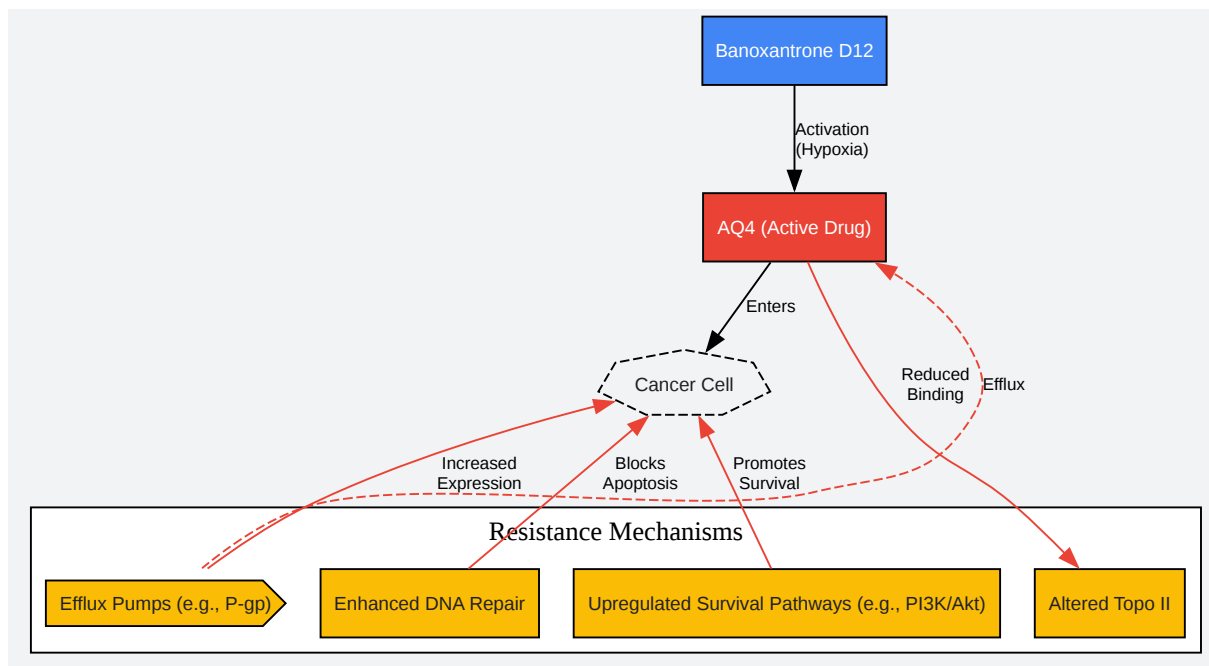 Banoxantrone D12
Activation
(Hypoxia)
AQ4 (Active Drug)
Enters
Cancer Cell
Reduced
Binding
Efflux
Increased
Expression
Blocks
Apoptosis
Promotes
Survival
Resistance Mechanisms
Efflux Pumps (e.g., P-gp)
Enhanced DNA Repair
Upregulated Survival Pathways (e.g., PI3K/Akt)
Altered Topo II